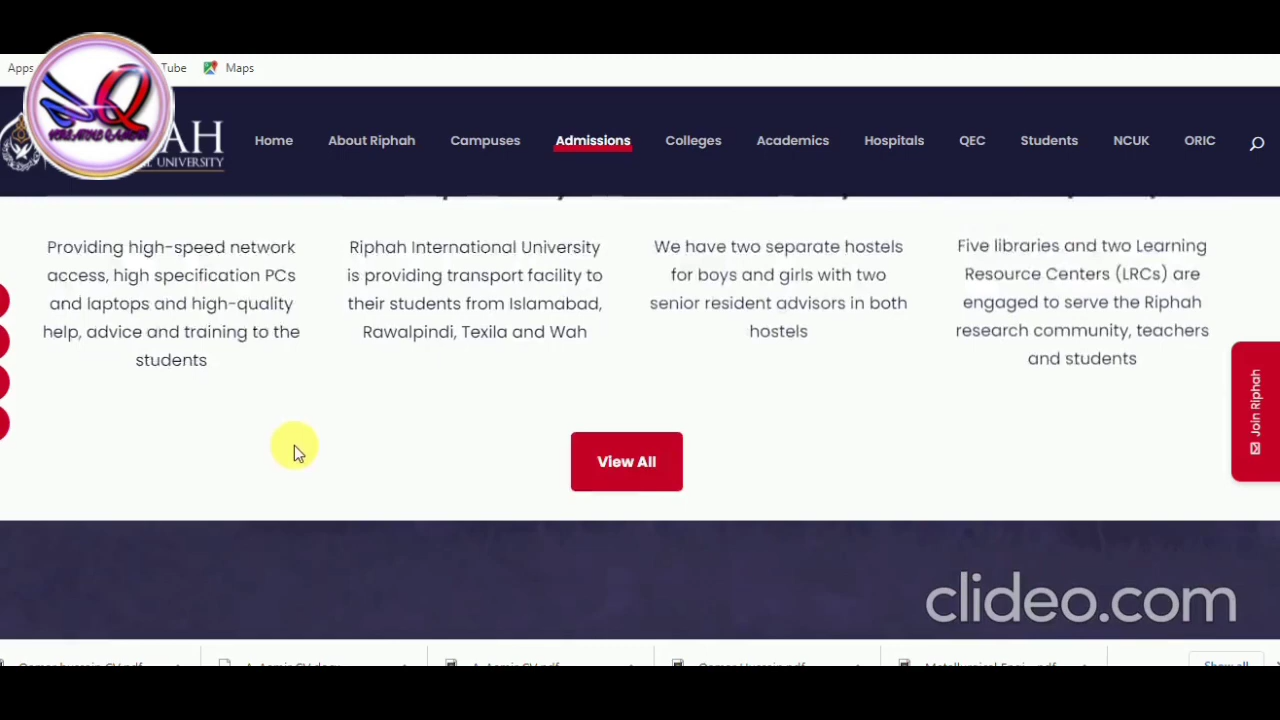 Apps
Tube
Maps
AH
UNIVERSITY
Home
About Riphah
Campuses
Admissions
Colleges
Academics
Hospitals
QEC
Students
NCUK
ORIC
Providing high-speed network
access, high specification PCs
and laptops and high-quality
help, advice and training to the
students
Riphah International University
is providing transport facility to
their students from Islamabad,
Rawalpindi, Texila and Wah
We have two separate hostels
for boys and girls with two
senior resident advisors in both
hostels
Five libraries and two Learning
Resource Centers (LRCs) are
engaged to serve the Riphah
research community, teachers
and students
Join Riphah
View All
clideo.com
Show all